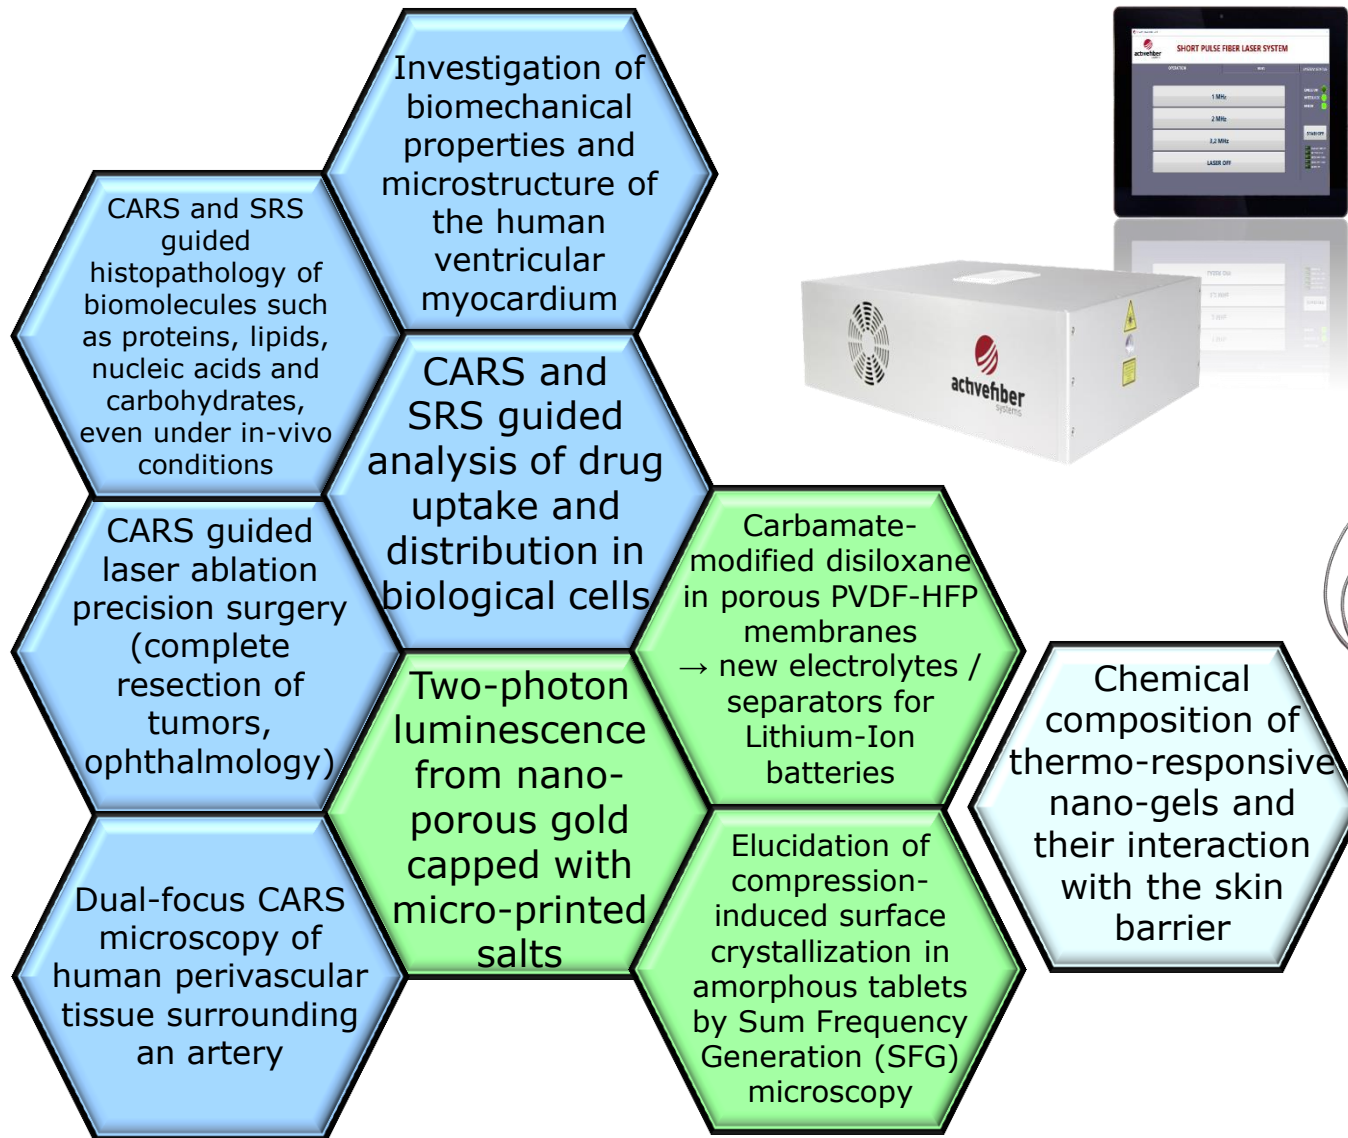 Investigation of
biomechanical
properties and
microstructure of
the human
ventricular
myocardium
CARS and SRS
guided
histopathology of
biomolecules such
as proteins, lipids,
nucleic acids and
carbohydrates,
even under in-vivo
conditions
CARS and
SRS guided
analysis of drug
uptake and
distribution in
biological cells
CARS guided
laser ablation
precision surgery
(complete
resection of
tumors,
ophthalmology)
Carbamate-
modified disiloxane
in porous PVDF-HFP
membranes
→ new electrolytes /
separators for
Lithium-Ion
batteries
Two-photon
luminescence
from nano-
porous gold
capped with
micro-printed
salts
Chemical
composition of
thermo-responsive
nano-gels and
their interaction
with the skin
barrier
Dual-focus CARS
microscopy of
human perivascular
tissue surrounding
an artery
Elucidation of
compression-
induced surface
crystallization in
amorphous tablets
by Sum Frequency
Generation (SFG)
microscopy
activefiber
SHORT PULSE FIBER LASER SYSTEM
OPERATION
1 MHz
2 MHz
LASER OFF
activefiber
systems